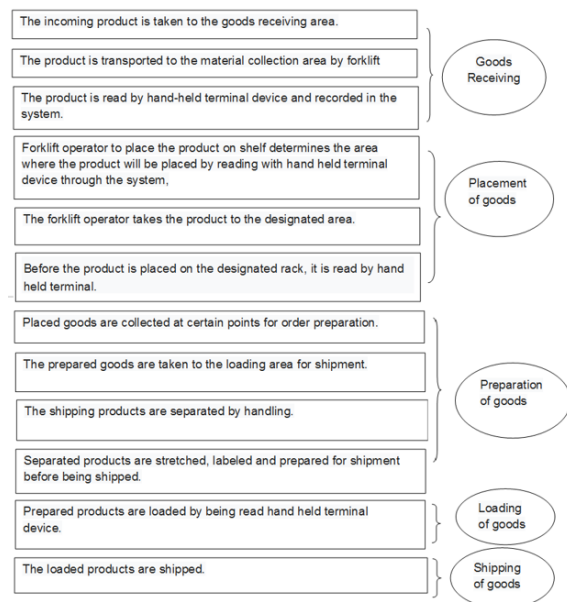 The incoming product is taken to the goods receiving area.
The product is transported to the material collection area by forklift
The product is read by hand-held terminal device and recorded in the
system.
Goods
Receiving
Forklift operator to place the product on shelf determines the area
where the product will be placed by reading with hand held terminal
device through the system,
The forklift operator takes the product to the designated area.
Before the product is placed on the designated rack, it is read by hand
held terminal.
Placement
of goods
Placed goods are collected at certain points for order preparation.
The prepared goods are taken to the loading area for shipment.
The shipping products are separated by handling.
Separated products are stretched, labeled and prepared for shipment
before being shipped.
Preparation
of goods
Prepared products are loaded by being read hand held terminal
device.
Loading
of goods
The loaded products are shipped.
Shipping
of goods